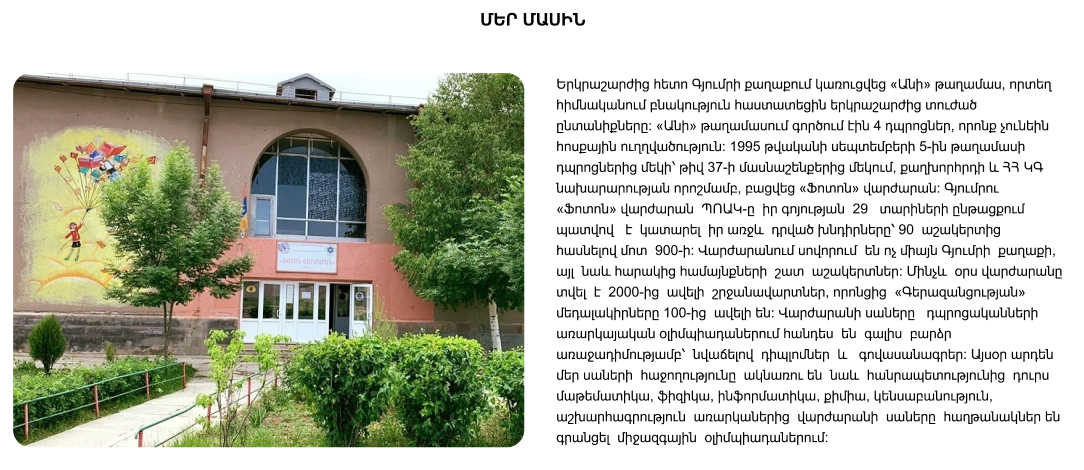 ՄԵՐ ՄԱՍԻՆ
Երկրաշարժից հետո Գյումրի քաղաքում կառուցվեց «Անի» թաղամաս, որտեղ
հիմնականում բնակություն հաստատեցին երկրաշարժից տուժած
ընտանիքները: «Անի» թաղամասում գործում էին 4 դպրոցներ, որոնք չունեին
հոսքային ուղղվածություն: 1995 թվականի սեպտեմբերի 5-ին թաղամասի
դպրոցներից մեկի՝ թիվ 37-ի մասնաշենքերից մեկում, քաղխորհրդի և ՀՀ ԿԳ
նախարարության որոշմամբ, բացվեց «Ֆոտոն» վարժարան: Գյումրու
«Ֆոտոն» վարժարան ՊՈԱԿ-ը իր գոյության 29 տարիների ընթացքում
պատվով է կատարել իր առջև դրված խնդիրները՝ 90 աշակերտից
հասնելով մոտ 900-ի: Վարժարանում սովորում են ոչ միայն Գյումրի քաղաքի,
այլ նաև հարակից համայնքների շատ աշակերտներ: Մինչև օրս վարժարանը
տվել է 2000-ից ավելի շրջանավարտներ, որոնցից «Գերազանցության»
մեդալակիրները 100-ից ավելի են: Վարժարանի սաները դպրոցականների
առարկայական օլիմպիադաներում հանդես են գալիս բարձր
առաջադիմությամբ՝ նվաճելով դիպլոմներ և գովասանագրեր: Այսօր արդեն
մեր սաների հաջողությունը ակնառու են նաև հանրապետությունից դուրս
մաթեմատիկա, ֆիզիկա, ինֆորմատիկա, քիմիա, կենսաբանություն,
աշխարհագրություն առարկաներից վարժարանի սաները հաղթանակներ են
գրանցել միջազգային օլիմպիադաներում:
«ՖՈՏՈՆ ՎԱՐԺԱՐԱՆ»